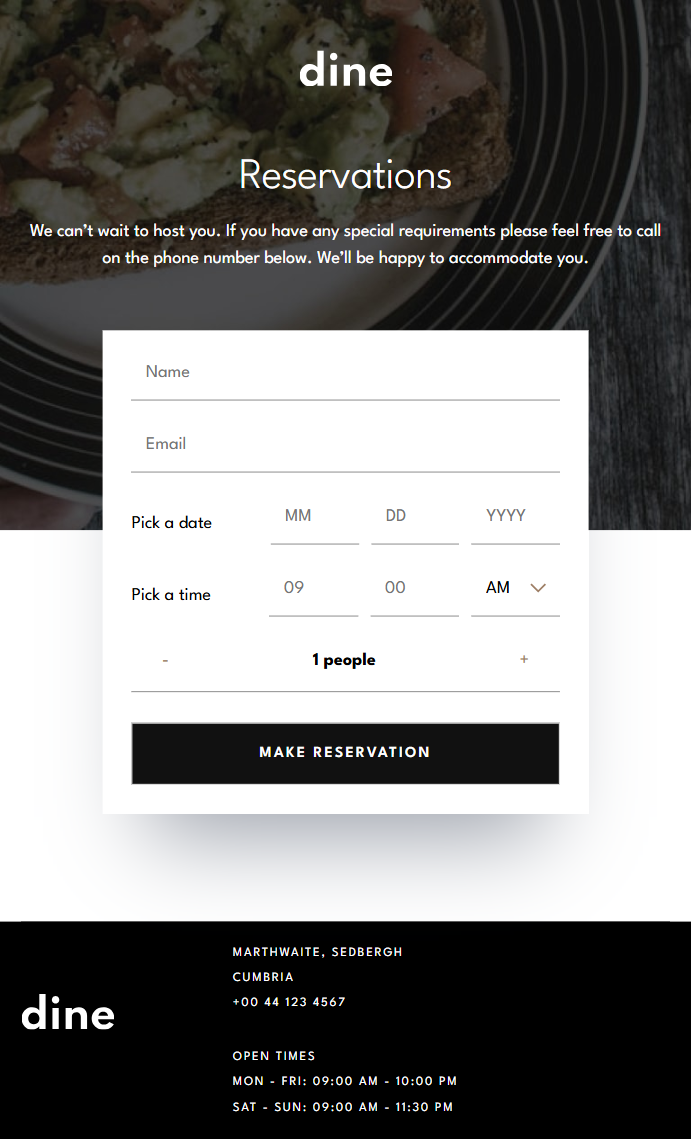 dine
Reservations
We can’t wait to host you. If you have any special requirements please feel free to call
on the phone number below. We’ll be happy to accommodate you.
Name
Email
Pick a date MM DD YYYY
Pick a time 09 00 AM
- 1 people +
MAKE RESERVATION
dine
MARTHWAITE, SEDBERGH
CUMBRIA
+00 44 123 4567
OPEN TIMES
MON - FRI: 09:00 AM - 10:00 PM
SAT - SUN: 09:00 AM - 11:30 PM